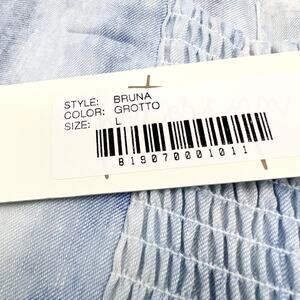 STYLE: BRUNA
COLOR: GROTTO
SIZE: L
819070001011